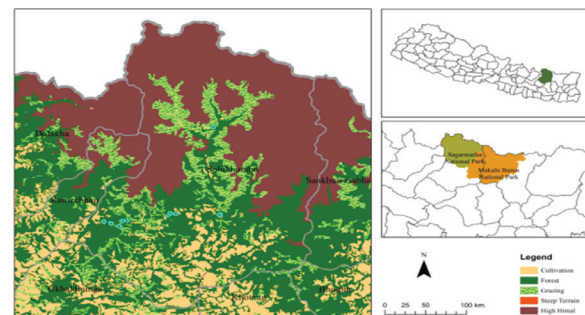 Dolakha
Solukhumbu
Sankhuwasabha
Ramechhap
Okhaldhunga
Khotang
Bhojpur
Sagarmatha
National Park
Makalu Barun
National Park
N
Legend
Cultivation
Forest
Grazing
Steep Terrain
High Himal
0 25 50 100 km.